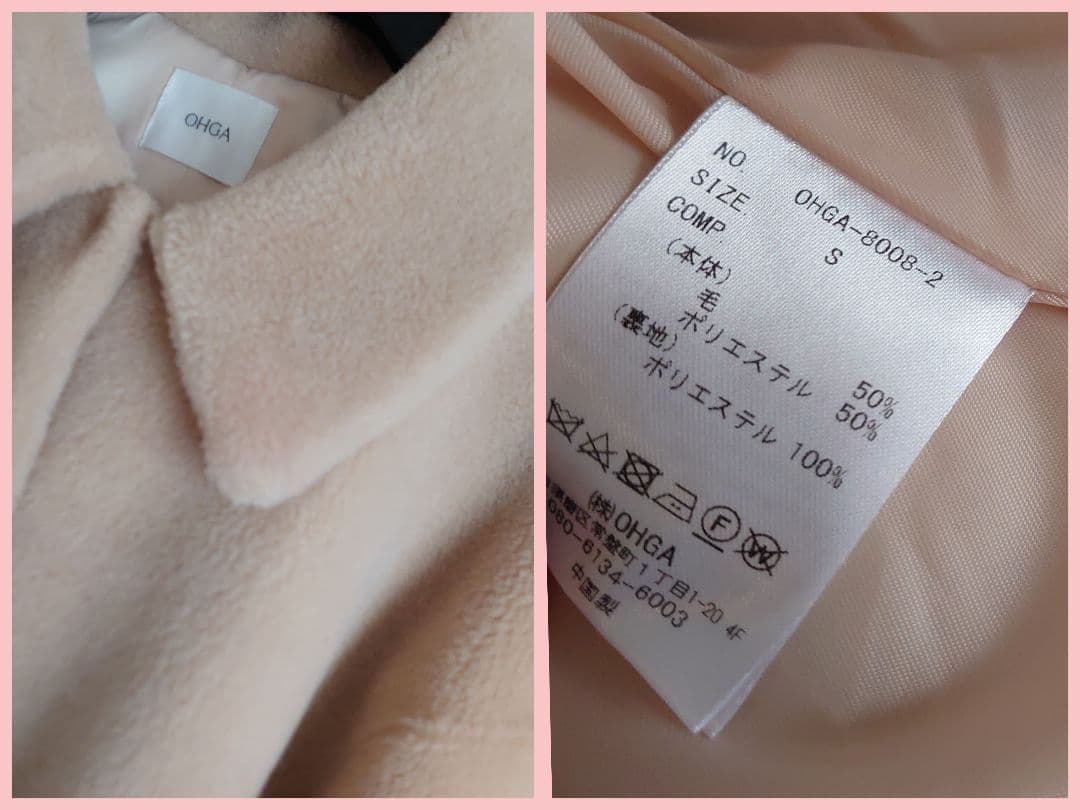 OHGA
NO. OHGA-8008-2
SIZE. S
COMP.
(本体)
毛 50%
ポリエステル 50%
(裏地)
ポリエステル 100%
F
W
(株)OHGA
区常盤町1丁目1-20 4F
080-6134-6003
中国製